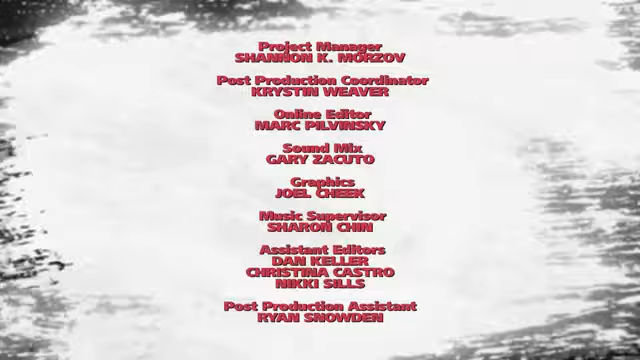 Project Manager
SHANNON K. MORZOV
Post Production Coordinator
KRYSTIN WEAVER
Online Editor
MARC PILVINSKY
Sound Mix
GARY ZACUTO
Graphics
JOEL CHEEK
Music Supervisor
SHARON CHIN
Assistant Editors
DAN KELLER
CHRISTINA CASTRO
NIKKI SILLS
Post Production Assistant
RYAN SNOWDEN